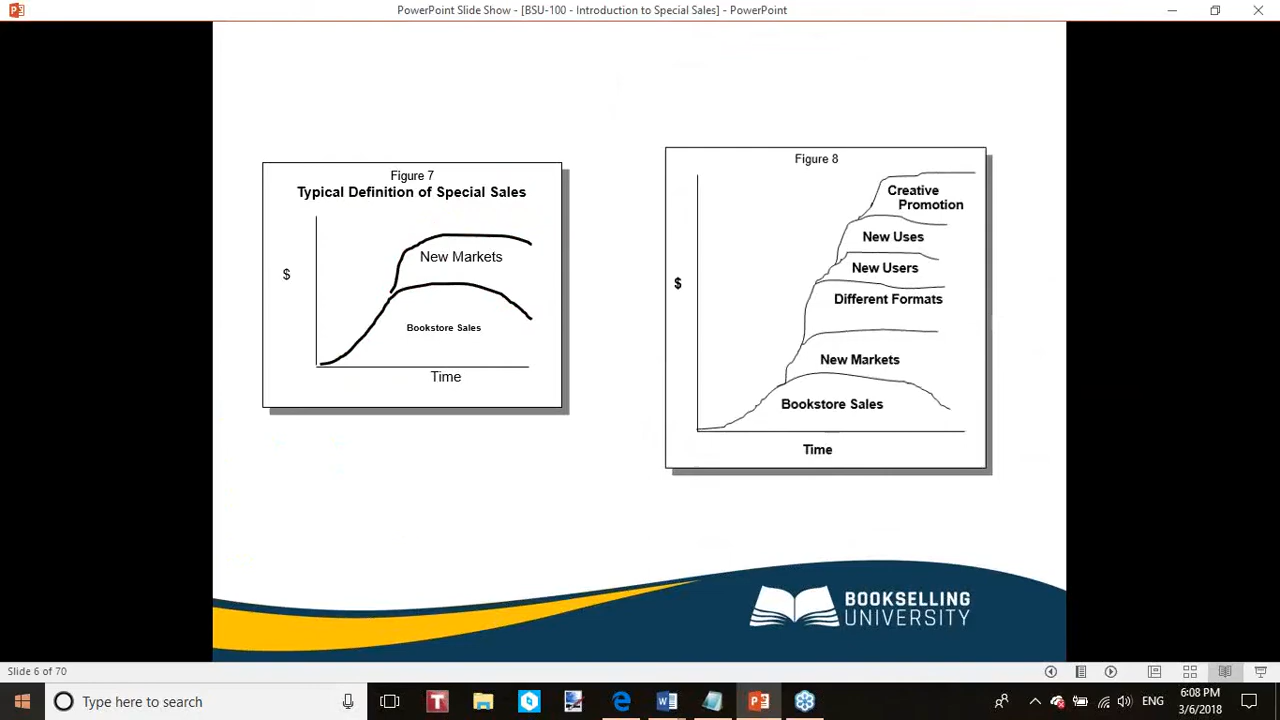 PowerPoint Slide Show - [BSU-100 - Introduction to Special Sales] - PowerPoint
Figure 7
Typical Definition of Special Sales
$
New Markets
Bookstore Sales
Time
Figure 8
Creative
Promotion
New Uses
New Users
$
Different Formats
New Markets
Bookstore Sales
Time
BOOKSELLING
UNIVERSITY
Slide 6 of 70
Type here to search
T
ENG
6:08 PM
3/6/2018